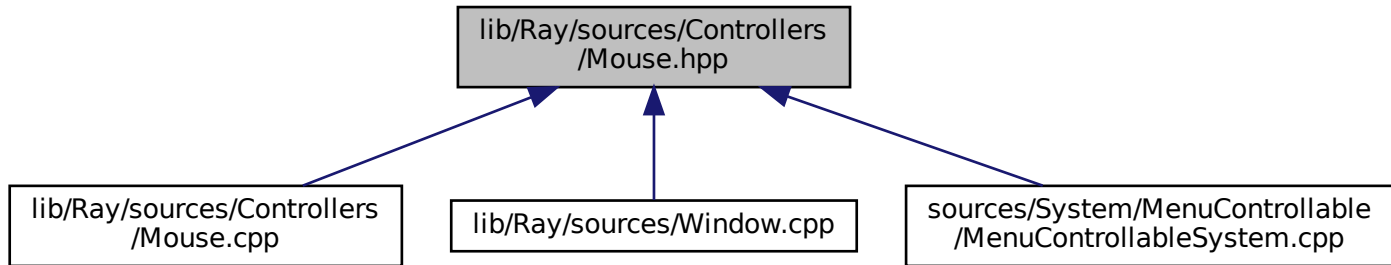 lib/Ray/sources/Controllers
/Mouse.hpp
lib/Ray/sources/Controllers
/Mouse.cpp
lib/Ray/sources/Window.cpp
sources/System/MenuControllable
/MenuControllableSystem.cpp